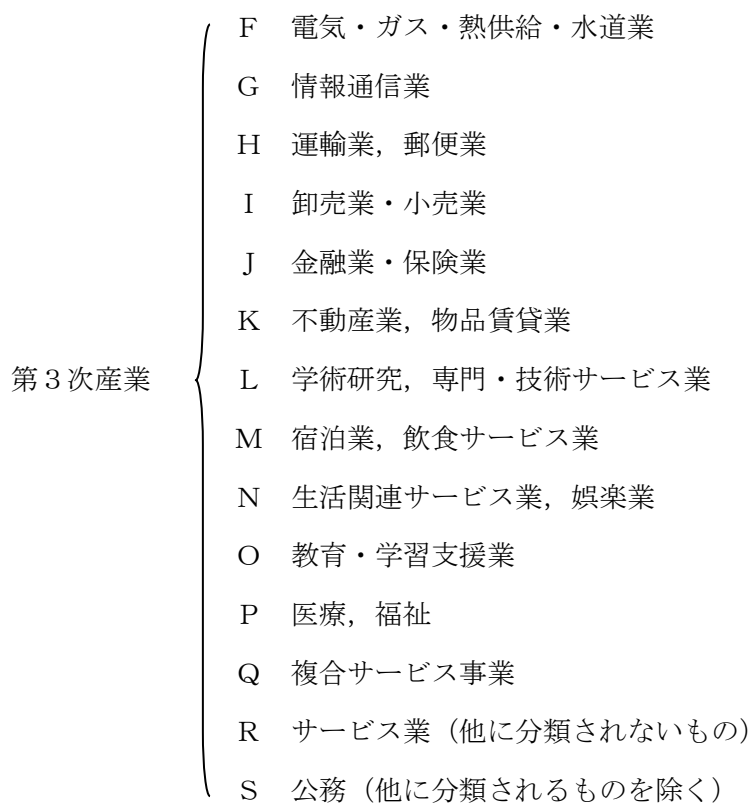 F 電気・ガス・熱供給・水道業
G 情報通信業
H 運輸業，郵便業
I 卸売業・小売業
J 金融業・保険業
K 不動産業，物品賃貸業
第３次産業 L 学術研究，専門・技術サービス業
M 宿泊業，飲食サービス業
N 生活関連サービス業，娯楽業
O 教育・学習支援業
P 医療，福祉
Q 複合サービス事業
R サービス業（他に分類されないもの）
S 公務（他に分類されるものを除く）